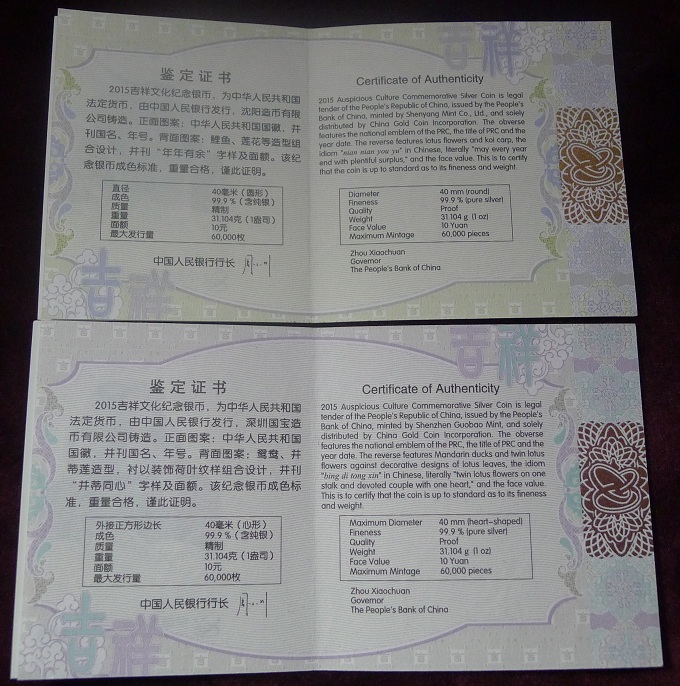 吉祥
鉴定证书
2015吉祥文化纪念银币，为中华人民共和国
法定货币，由中国人民银行发行，沈阳造币有限
公司铸造。正面图案：中华人民共和国国徽，并
刊国名、年号。背面图案：鲤鱼、莲花等造型组
合设计，并刊“年年有余”字样及面额。该纪
念银币成色标准，重量合格，谨此证明。
直径 40毫米（圆形）
成色 99.9％（含纯银）
质量 精制
重量 31.104克（1盎司）
面额 10元
最大发行量 60,000枚
中国人民银行行长
吉祥
Certificate of Authenticity
2015 Auspicious Culture Commemorative Silver Coin is legal
tender of the People's Republic of China, issued by the People's
Bank of China, minted by Shenyang Mint Co., Ltd., and solely
distributed by China Gold Coin Incorporation. The obverse
features the national emblem of the PRC, the title of PRC and the
year date. The reverse features lotus flowers and koi carp, the
idiom "nian nian you yu" in Chinese, literally "may every year
end with plentiful surplus," and the face value. This is to certify
that the coin is up to standard as to its fineness and weight.
Diameter 40 mm (round)
Fineness 99.9 % (pure silver)
Quality Proof
Weight 31.104 g (1 oz)
Face Value 10 Yuan
Maximum Mintage 60,000 pieces
Zhou Xiaochuan
Governor
The People's Bank of China
吉祥
鉴定证书
2015吉祥文化纪念银币，为中华人民共和国
法定货币，由中国人民银行发行，深圳国宝造
币有限公司铸造。正面图案：中华人民共和国
国徽，并刊国名、年号。背面图案：鸳鸯、并
蒂莲造型，衬以装饰荷叶纹样组合设计，并刊
“并蒂同心”字样及面额。该纪念银币成色标
准，重量合格，谨此证明。
外接正方形边长 40毫米（心形）
成色 99.9％（含纯银）
质量 精制
重量 31.104克（1盎司）
面额 10元
最大发行量 60,000枚
中国人民银行行长
吉祥
Certificate of Authenticity
2015 Auspicious Culture Commemorative Silver Coin is legal
tender of the People's Republic of China, issued by the People's
Bank of China, minted by Shenzhen Guobao Mint, and solely
distributed by China Gold Coin Incorporation. The obverse
features the national emblem of the PRC, the title of PRC and the
year date. The reverse features Mandarin ducks and twin lotus
flowers against decorative designs of lotus leaves, the idiom
"bing di tong xin" in Chinese, literally "twin lotus flowers on one
stalk and devoted couple with one heart," and the face value.
This is to certify that the coin is up to standard as to its fineness
and weight.
Maximum Diameter 40 mm (heart-shaped)
Fineness 99.9 % (pure silver)
Quality Proof
Weight 31.104 g (1 oz)
Face Value 10 Yuan
Maximum Mintage 60,000 pieces
Zhou Xiaochuan
Governor
The People's Bank of China